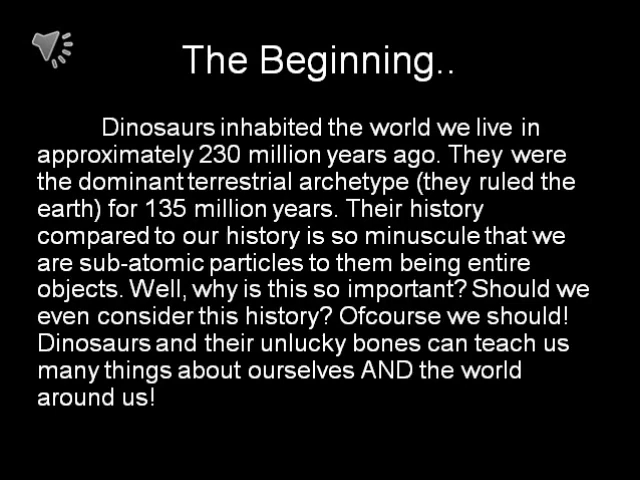 The Beginning..
Dinosaurs inhabited the world we live in
approximately 230 million years ago. They were
the dominant terrestrial archetype (they ruled the
earth) for 135 million years. Their history
compared to our history is so minuscule that we
are sub-atomic particles to them being entire
objects. Well, why is this so important? Should we
even consider this history? Ofcourse we should!
Dinosaurs and their unlucky bones can teach us
many things about ourselves AND the world
around us!